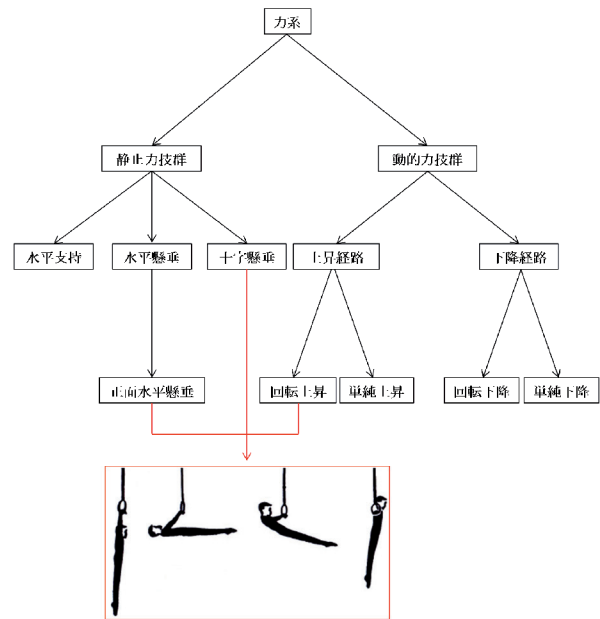 力系
静止力技群
動的力技群
水平支持
水平懸垂
十字懸垂
上昇経路
下降経路
正面水平懸垂
回転上昇
単純上昇
回転下降
単純下降